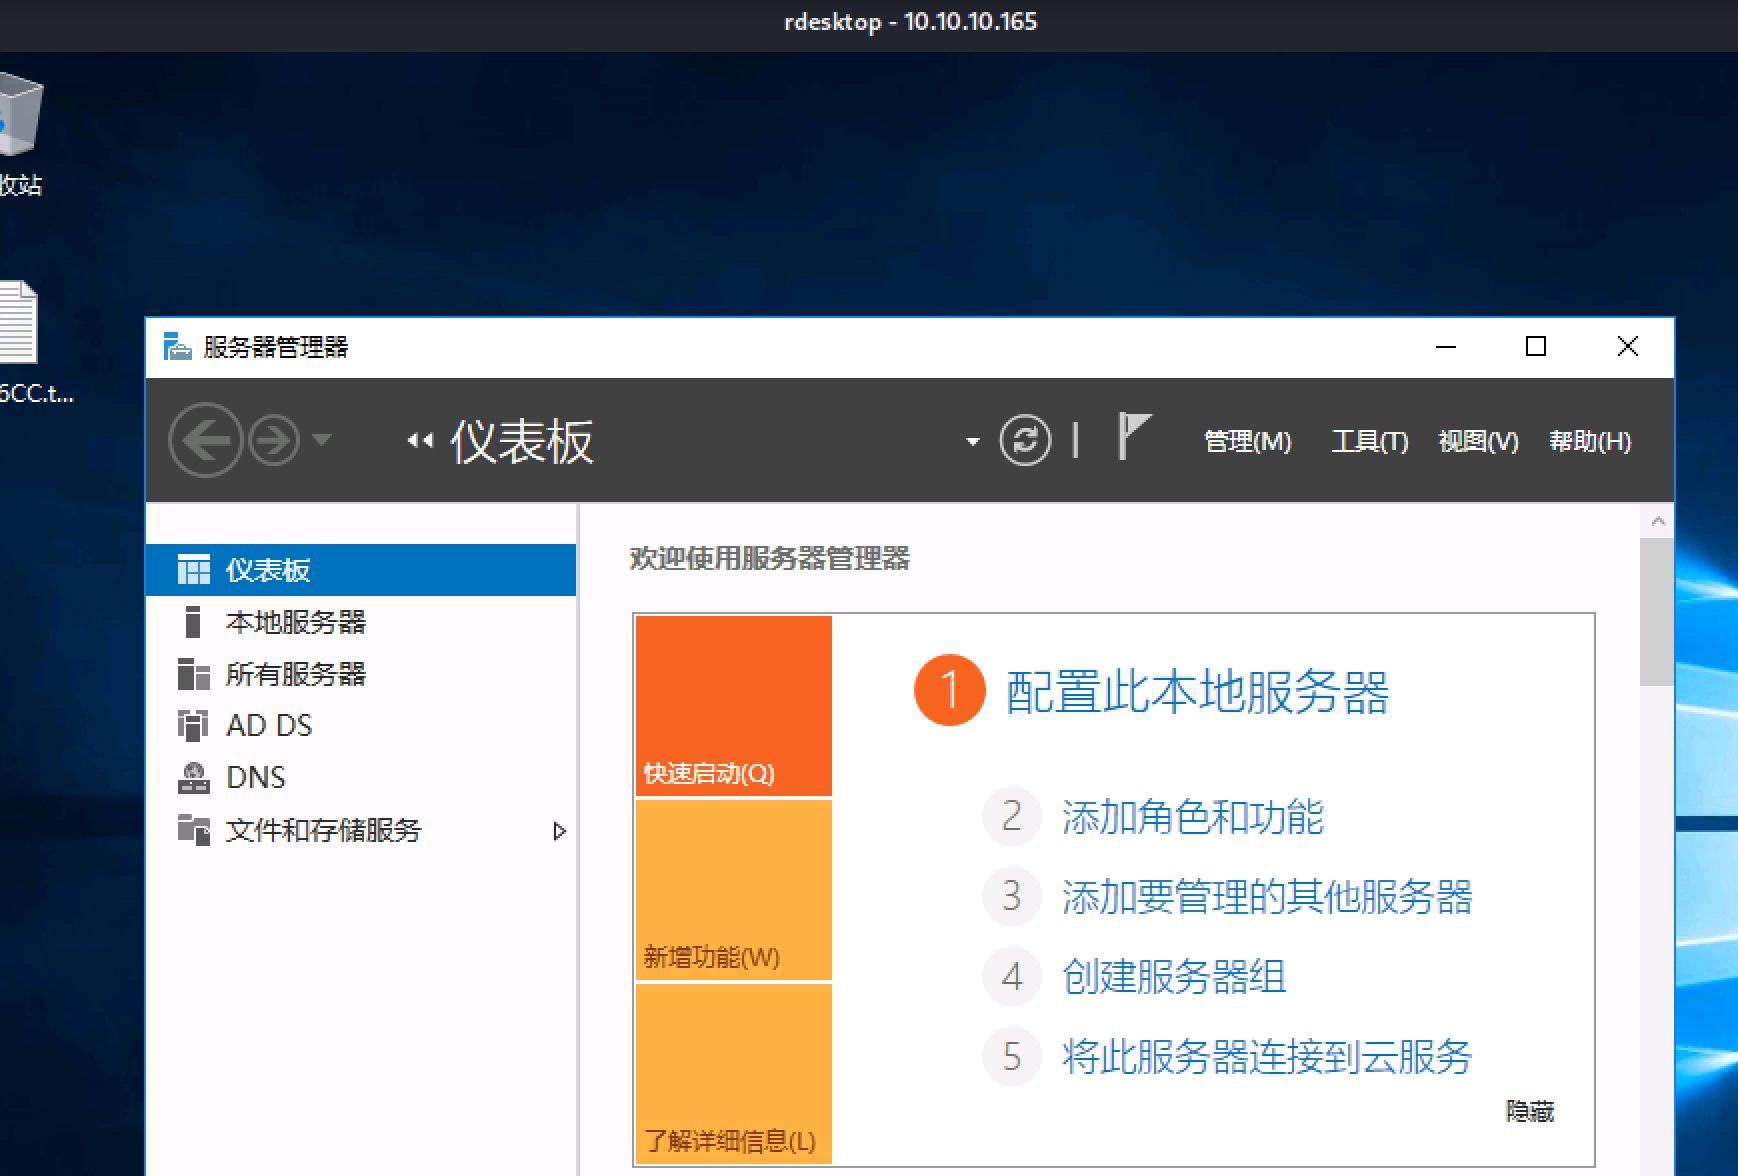 rdesktop - 10.10.10.165
收站
6CC.t...
服务器管理器
仪表板
管理(M) 工具(T) 视图(V) 帮助(H)
仪表板
本地服务器
所有服务器
AD DS
DNS
文件和存储服务
欢迎使用服务器管理器
快速启动(Q)
新增功能(W)
了解详细信息(L)
1 配置此本地服务器
2 添加角色和功能
3 添加要管理的其他服务器
4 创建服务器组
5 将此服务器连接到云服务
隐藏